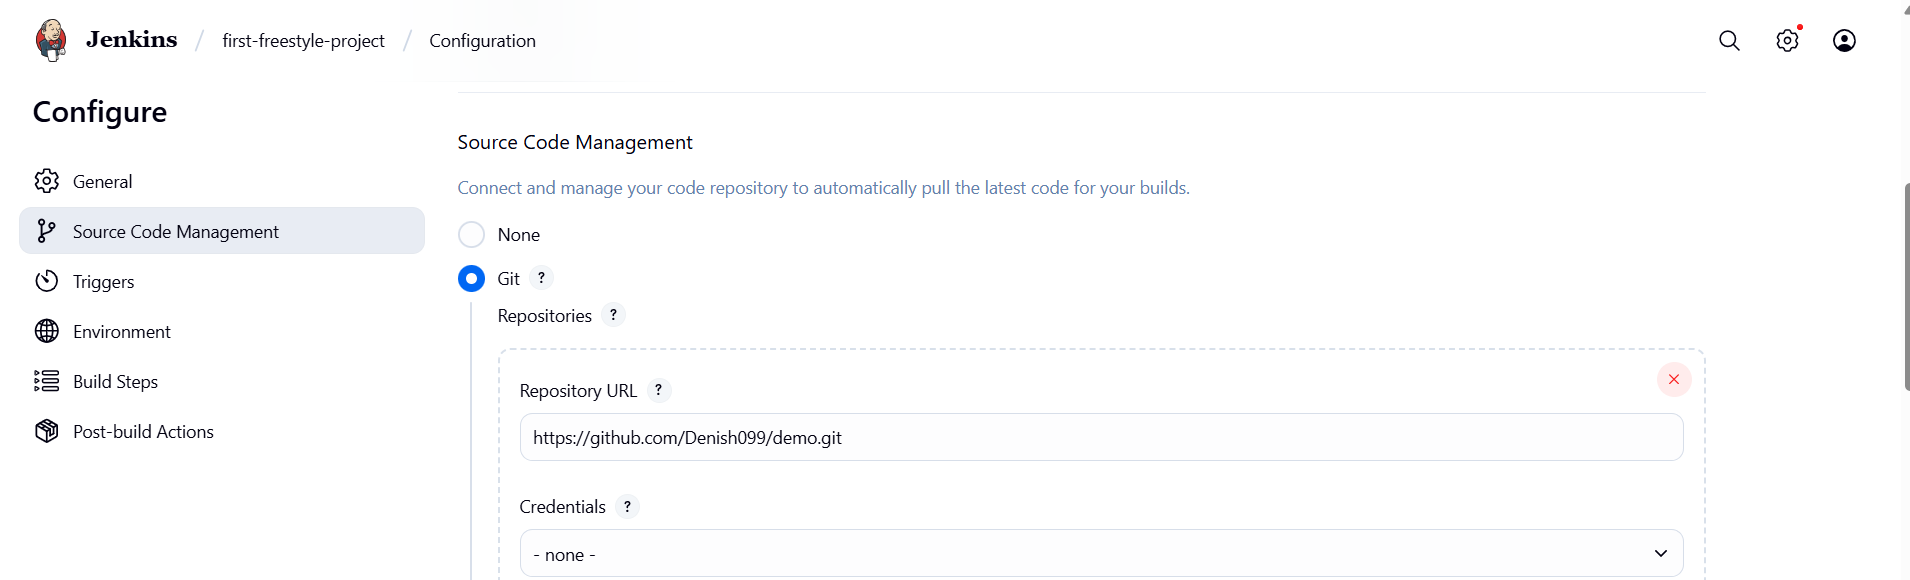 Jenkins / first-freestyle-project / Configuration
Configure
General
Source Code Management
Triggers
Environment
Build Steps
Post-build Actions
Source Code Management
Connect and manage your code repository to automatically pull the latest code for your builds.
None
Git ?
Repositories ?
Repository URL ?
https://github.com/Denish099/demo.git
Credentials ?
- none -